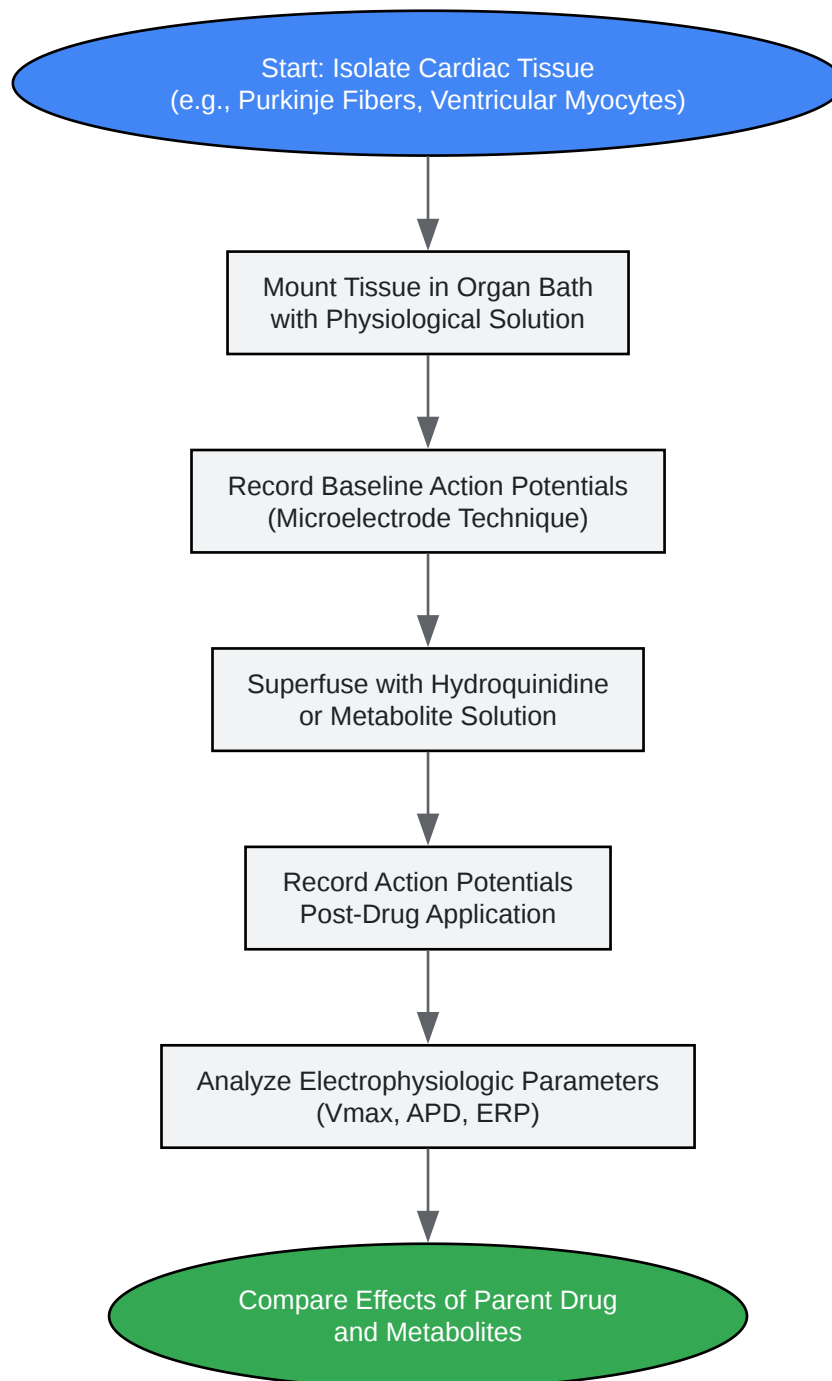 Start: Isolate Cardiac Tissue
(e.g., Purkinje Fibers, Ventricular Myocytes)
Mount Tissue in Organ Bath
with Physiological Solution
Record Baseline Action Potentials
(Microelectrode Technique)
Superfuse with Hydroquinidine
or Metabolite Solution
Record Action Potentials
Post-Drug Application
Analyze Electrophysiologic Parameters
(Vmax, APD, ERP)
Compare Effects of Parent Drug
and Metabolites